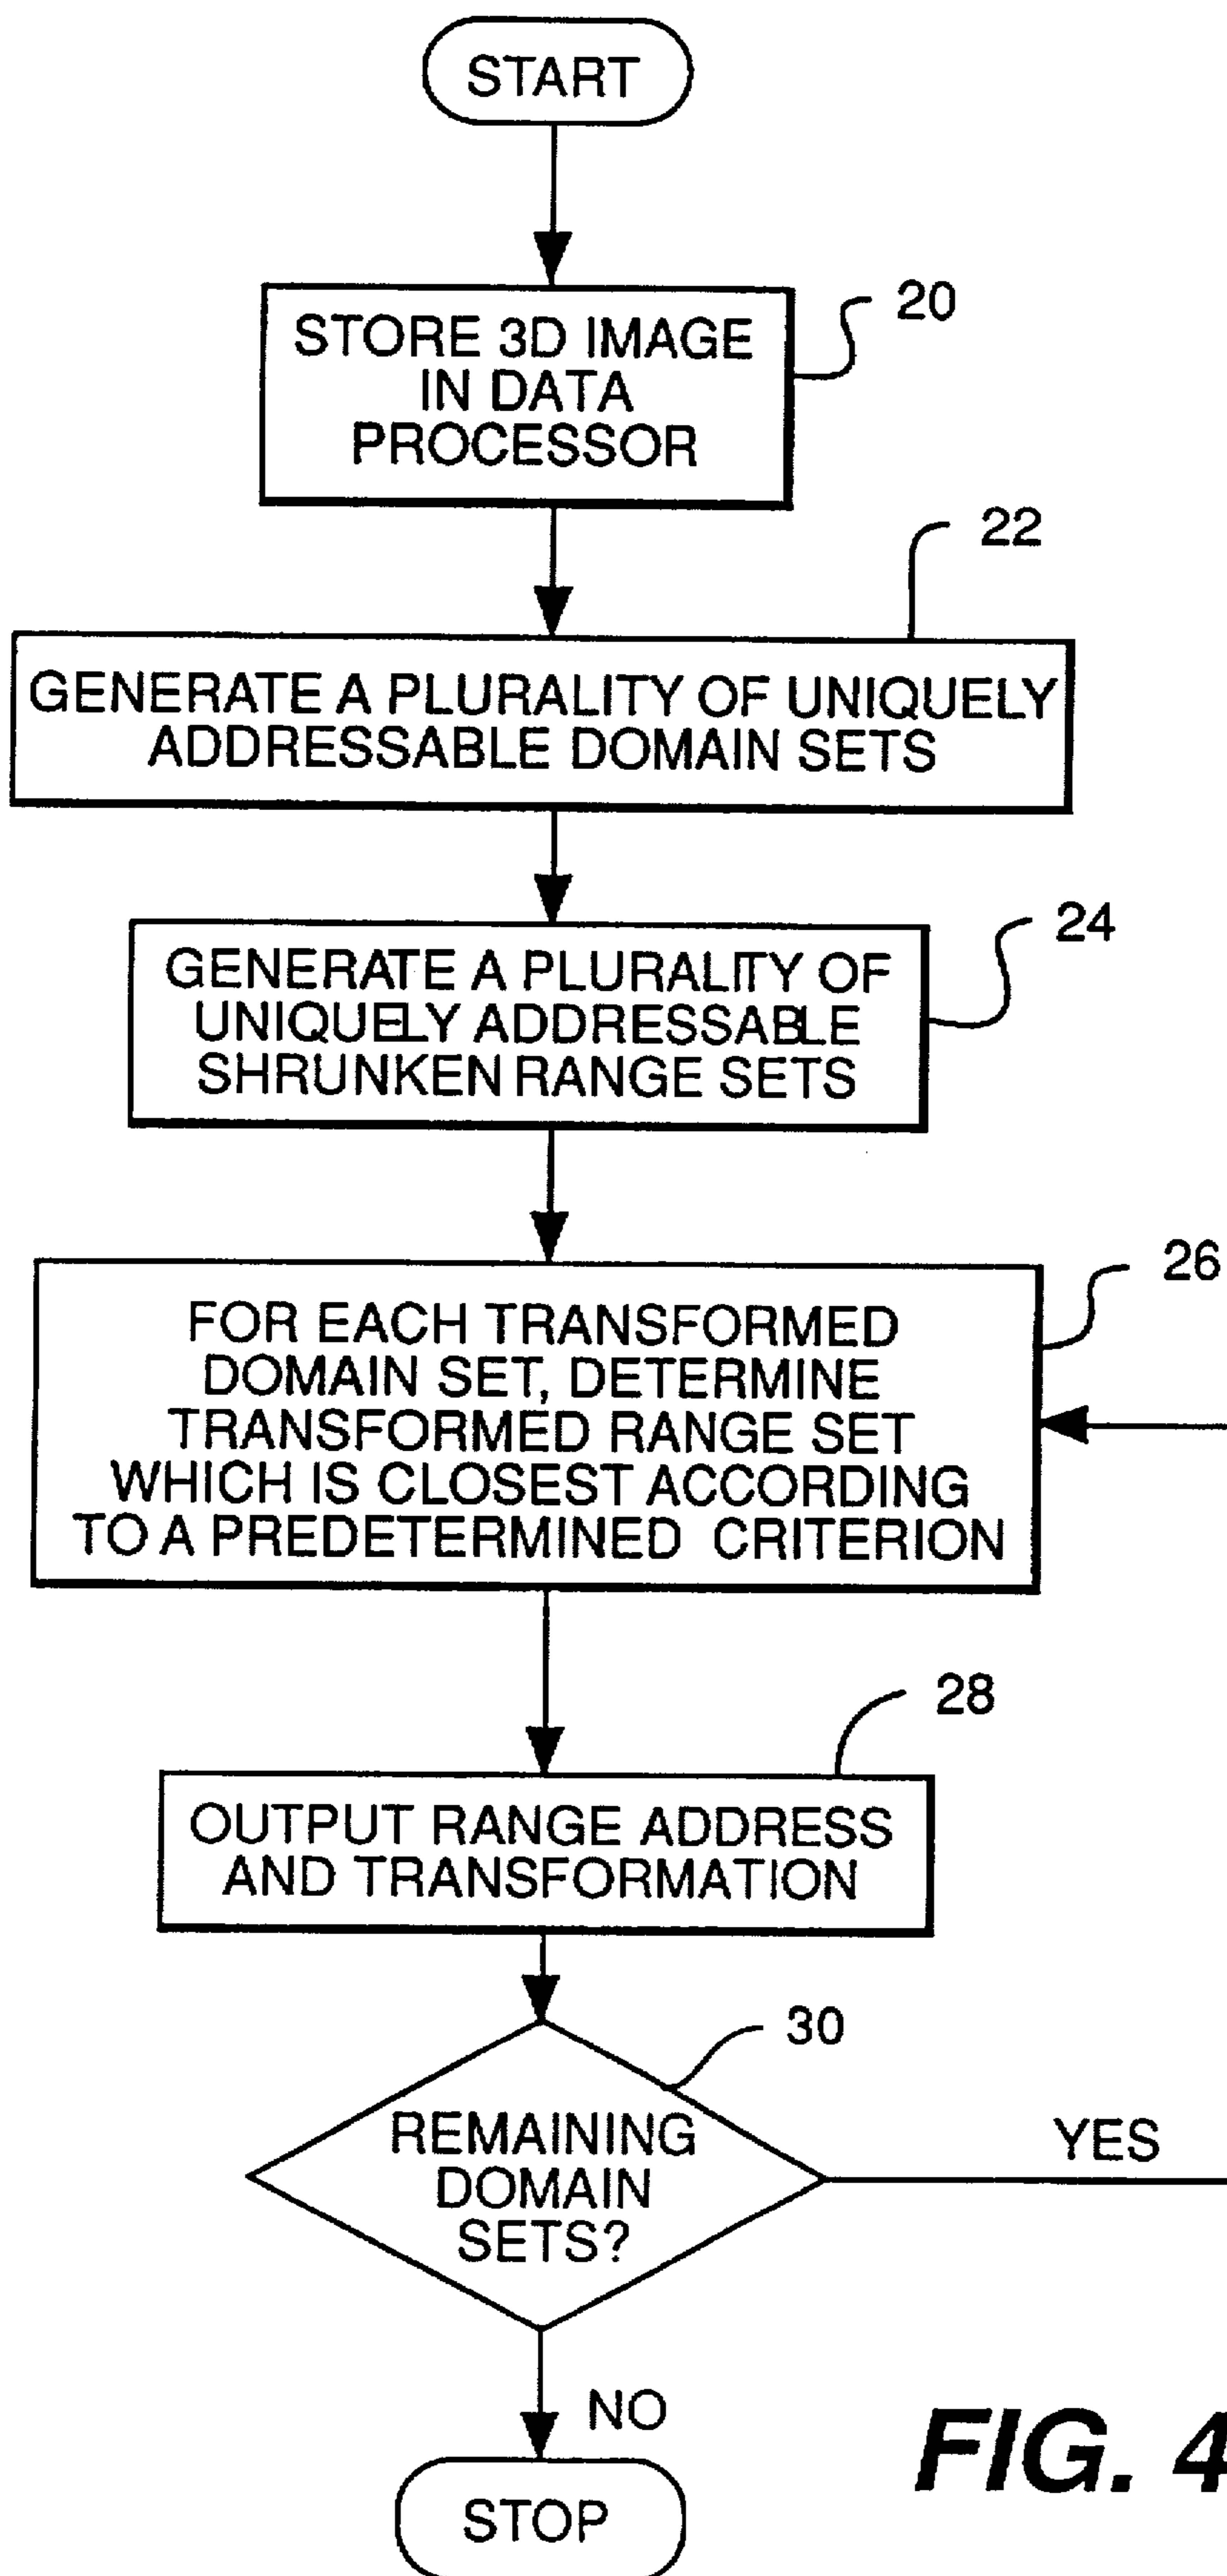 START
STORE 3D IMAGE
IN DATA
PROCESSOR
20
22
GENERATE A PLURALITY OF UNIQUELY
ADDRESSABLE DOMAIN SETS
24
GENERATE A PLURALITY OF
UNIQUELY ADDRESSABLE
SHRUNKEN RANGE SETS
26
FOR EACH TRANSFORMED
DOMAIN SET, DETERMINE
TRANSFORMED RANGE SET
WHICH IS CLOSEST ACCORDING
TO A PREDETERMINED CRITERION
28
OUTPUT RANGE ADDRESS
AND TRANSFORMATION
30
REMAINING
DOMAIN
SETS?
YES
NO
STOP
FIG. 4